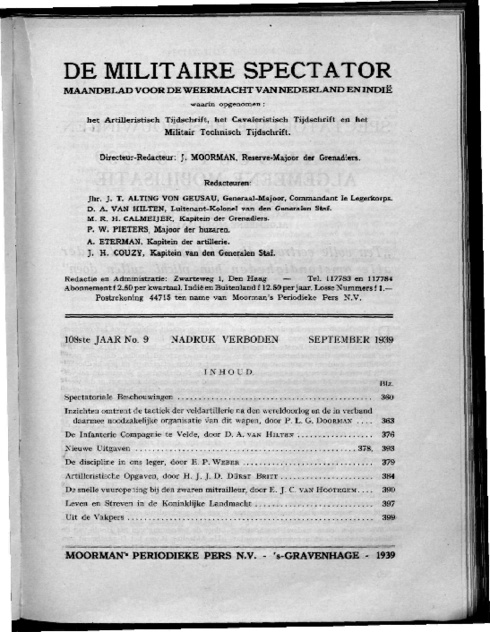 DE MILITAIRE SPECTATOR
MAANDBLAD VOOR DE WEERMACHT VAN NEDERLAND EN INDIË
waarin opgenomen:
het Artilleristisch Tijdschrift, het Cavaleristisch Tijdschrift en het
Militair Technisch Tijdschrift.
Directeur-Redacteur: J. MOORMAN, Reserve-Majoor der Grenadiers.
Redacteuren:
Jhr. J. T. ALTING VON GEUSAU, Generaal-Majoor, Commandant Ie Legerkorps.
D. A. VAN HILTEN, Luitenant-Kolonel van den Generalen Staf.
M. R. H. CALMEIJER, Kapitein der Grenadiers.
P. W. PIETERS, Majoor der huzaren.
A. ETERMAN, Kapitein der artillerie.
J. H. COUZY, Kapitein van den Generalen Staf.
Redactie en Administratie: Zwarteweg 1, Den Haag — Tel. 117783 en 117784
Abonnement f 2.50 per kwartaal. Indië en Buitenland f 12.50 per jaar. Losse Nummers f 1.—
Postrekening 44715 ten name van Moorman's Periodieke Pers N.V.
108ste JAAR No. 9 NADRUK VERBODEN SEPTEMBER 1939
INHOUD.
Blz.
Spectatoriale Beschouwingen 360
Inzichten omtrent de tactiek der veldartillerie na den wereldoorlog en de in verband
daarmee noodzakelijke organisatie van dit wapen, door P. L. G. DOORMAN .... 363
De Infanterie Compagnie te Velde, door D. A. VAN HILTEN 376
Nieuwe Uitgaven 378, 393
De discipline in ons leger, door E. P. WEBER 379
Artilleristische Opgaven, door H. J. J. D. DÜRST BRITT 384
De snelle vuuropening bij den zwaren mitrailleur, door E. J. C. VAN HOOTEGEM 390
Leven en Streven in de Koninklijke Landmacht 397
Uit de Vakpers 399
MOORMAN'S PERIODIEKE PERS N.V. - 's-GRAVENHAGE - 1939